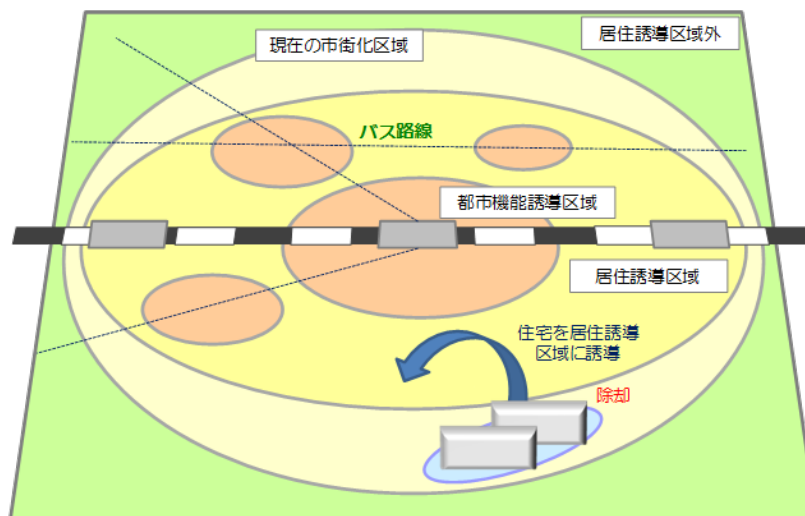 居住誘導区域外
現在の市街化区域
バス路線
都市機能誘導区域
居住誘導区域
住宅を居住誘導
区域に誘導
除却